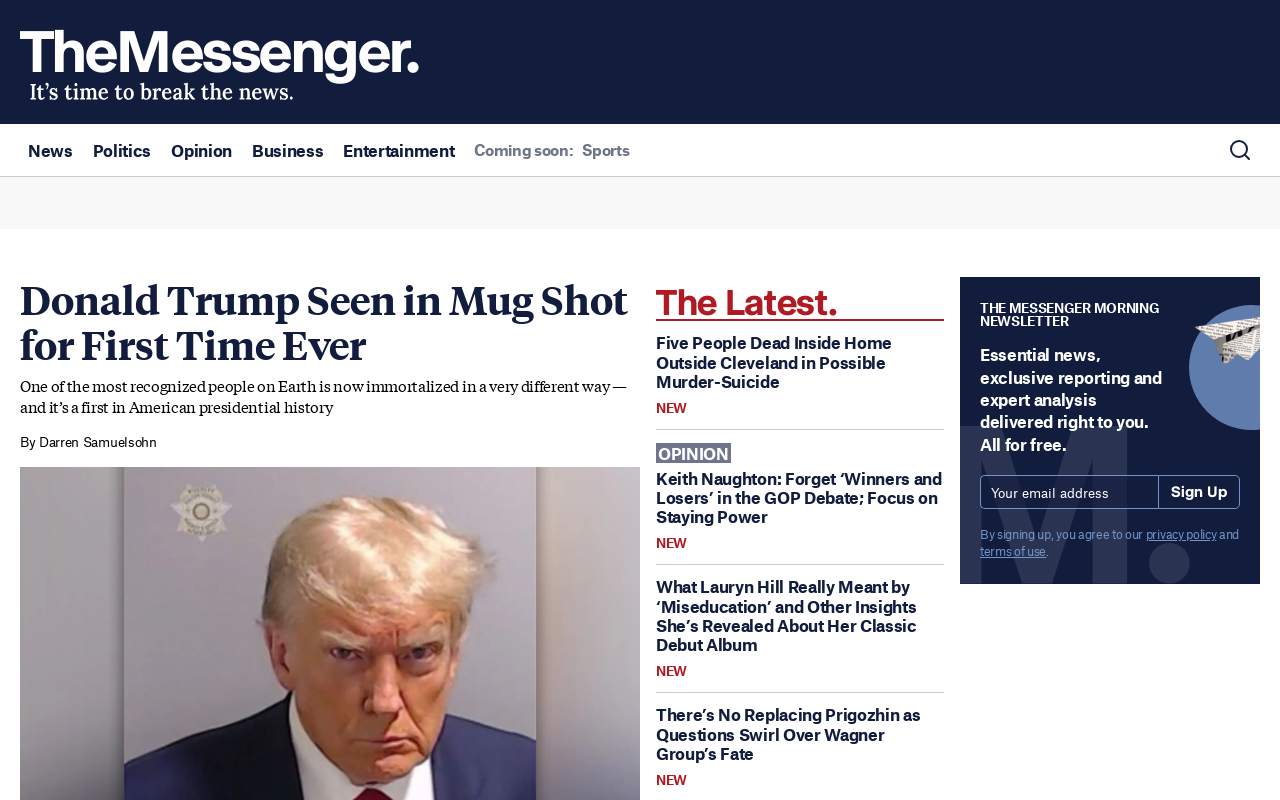 TheMessenger.
It's time to break the news.
News Politics Opinion Business Entertainment Coming soon: Sports
Donald Trump Seen in Mug Shot
for First Time Ever
One of the most recognized people on Earth is now immortalized in a very different way —
and it's a first in American presidential history
By Darren Samuelsohn
The Latest.
Five People Dead Inside Home
Outside Cleveland in Possible
Murder-Suicide
NEW
OPINION
Keith Naughton: Forget ‘Winners and
Losers’ in the GOP Debate; Focus on
Staying Power
NEW
What Lauryn Hill Really Meant by
‘Miseducation’ and Other Insights
She’s Revealed About Her Classic
Debut Album
NEW
There’s No Replacing Prigozhin as
Questions Swirl Over Wagner
Group’s Fate
NEW
THE MESSENGER MORNING
NEWSLETTER
Essential news,
exclusive reporting and
expert analysis
delivered right to you.
All for free.
Your email address Sign Up
By signing up, you agree to our privacy policy and
terms of use.
M.